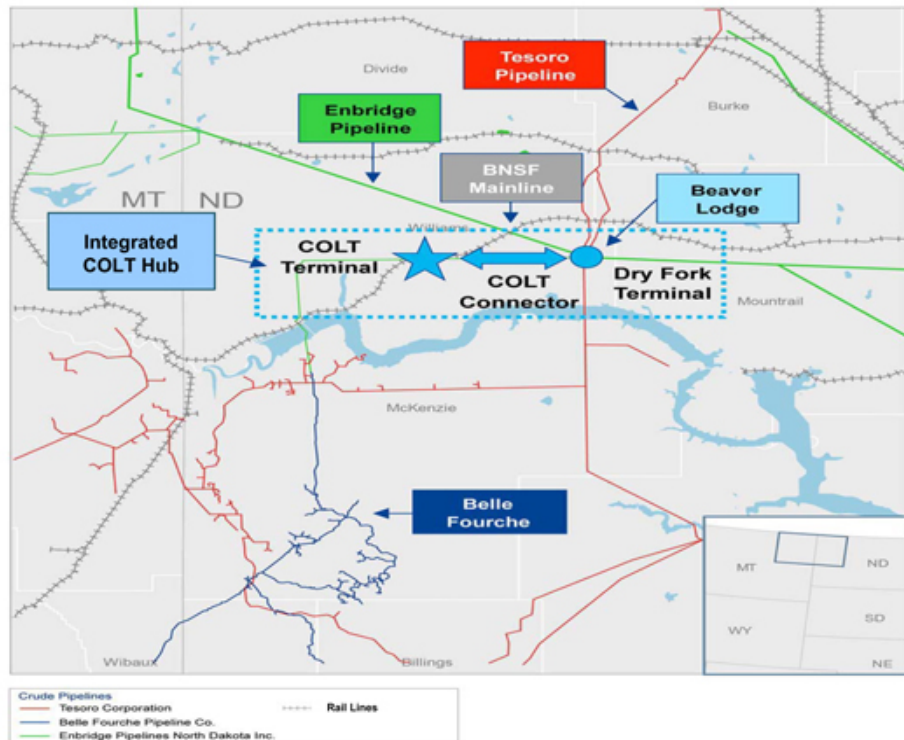 Tesoro
Pipeline
Divide
Burke
Enbridge
Pipeline
BNSF
Mainline
Beaver
Lodge
MT
ND
Williams
Integrated
COLT Hub
COLT
Terminal
COLT
Connector
Dry Fork
Terminal
Mountrail
McKenzie
Belle
Fourche
MT
ND
SD
WY
NE
Wibaux
Billings
Crude Pipelines
Tesoro Corporation
Rail Lines
Belle Fourche Pipeline Co.
Enbridge Pipelines North Dakota Inc.